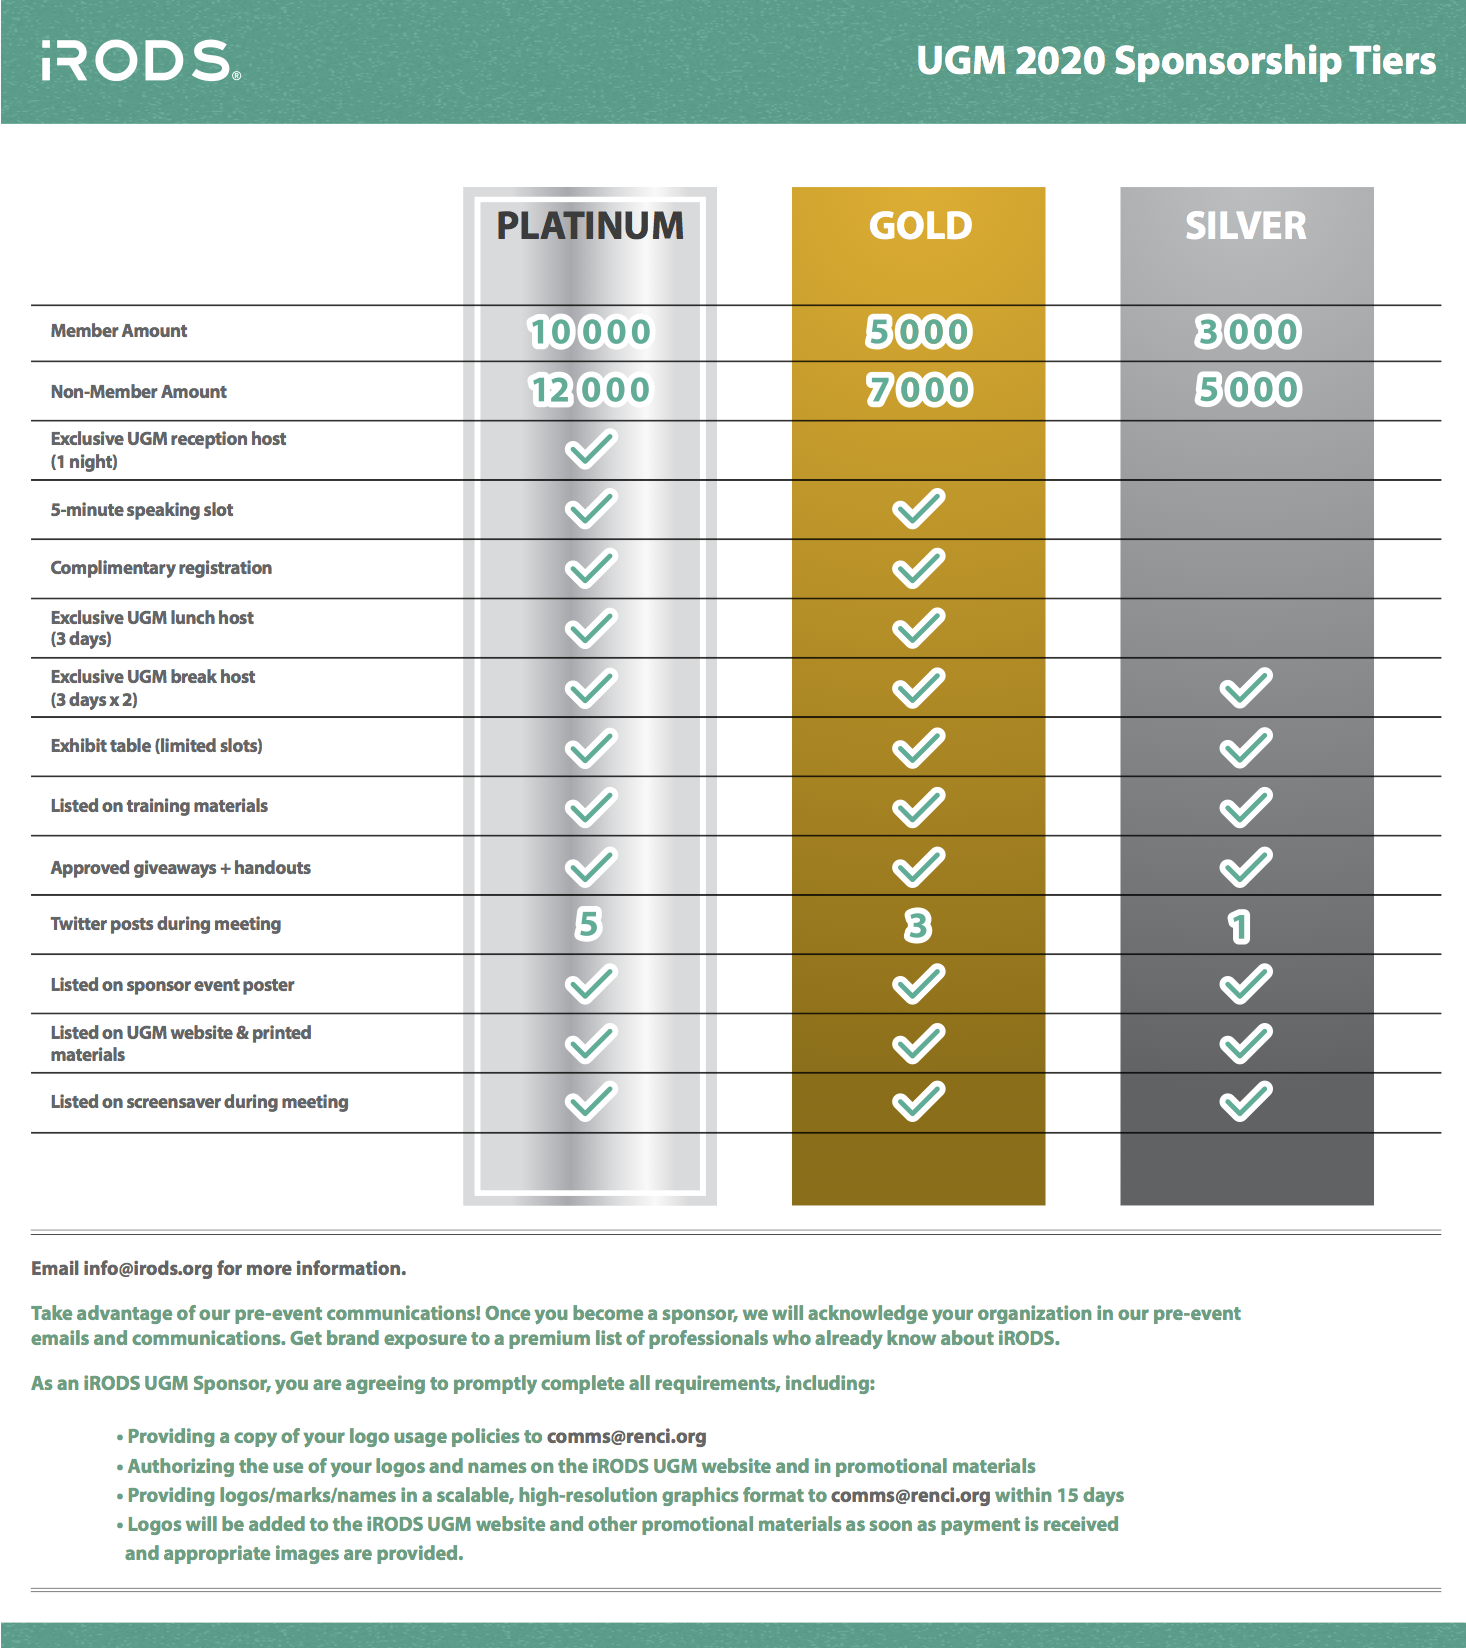 iRODS®
UGM 2020 Sponsorship Tiers
PLATINUM GOLD SILVER
Member Amount 10 000 5 000 3 000
Non-Member Amount 12 000 7 000 5 000
Exclusive UGM reception host
(1 night)
5-minute speaking slot
Complimentary registration
Exclusive UGM lunch host
(3 days)
Exclusive UGM break host
(3 days x 2)
Exhibit table (limited slots)
Listed on training materials
Approved giveaways + handouts
Twitter posts during meeting 5 3 1
Listed on sponsor event poster
Listed on UGM website & printed
materials
Listed on screensaver during meeting
Email info@irods.org for more information.
Take advantage of our pre-event communications! Once you become a sponsor, we will acknowledge your organization in our pre-event
emails and communications. Get brand exposure to a premium list of professionals who already know about iRODS.
As an iRODS UGM Sponsor, you are agreeing to promptly complete all requirements, including:
• Providing a copy of your logo usage policies to comms@renci.org
• Authorizing the use of your logos and names on the iRODS UGM website and in promotional materials
• Providing logos/marks/names in a scalable, high-resolution graphics format to comms@renci.org within 15 days
• Logos will be added to the iRODS UGM website and other promotional materials as soon as payment is received
and appropriate images are provided.